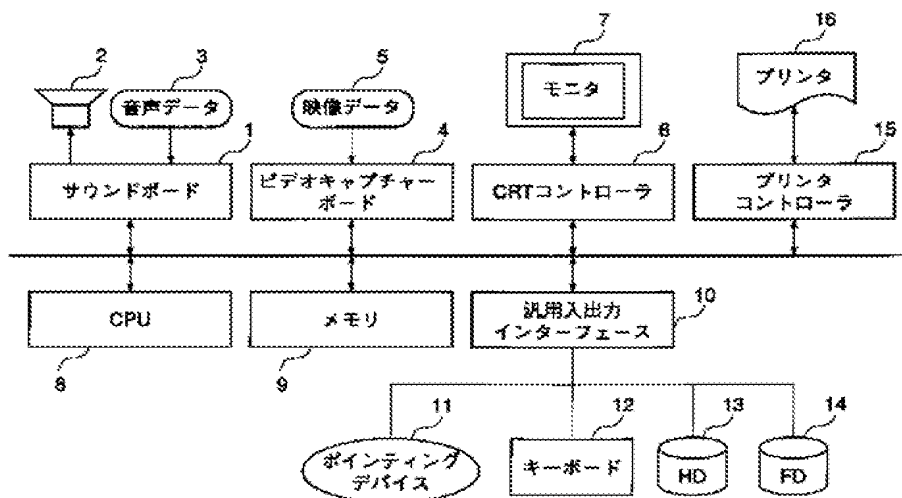 2
3
5
7
16
音声データ
映像データ
モニタ
プリンタ
1
4
6
15
サウンドボード
ビデオキャプチャー
ボード
CRTコントローラ
プリンタ
コントローラ
CPU
メモリ
汎用入出力
インターフェース
10
8
9
11
12
13
14
ポインティング
デバイス
キーボード
HD
FD